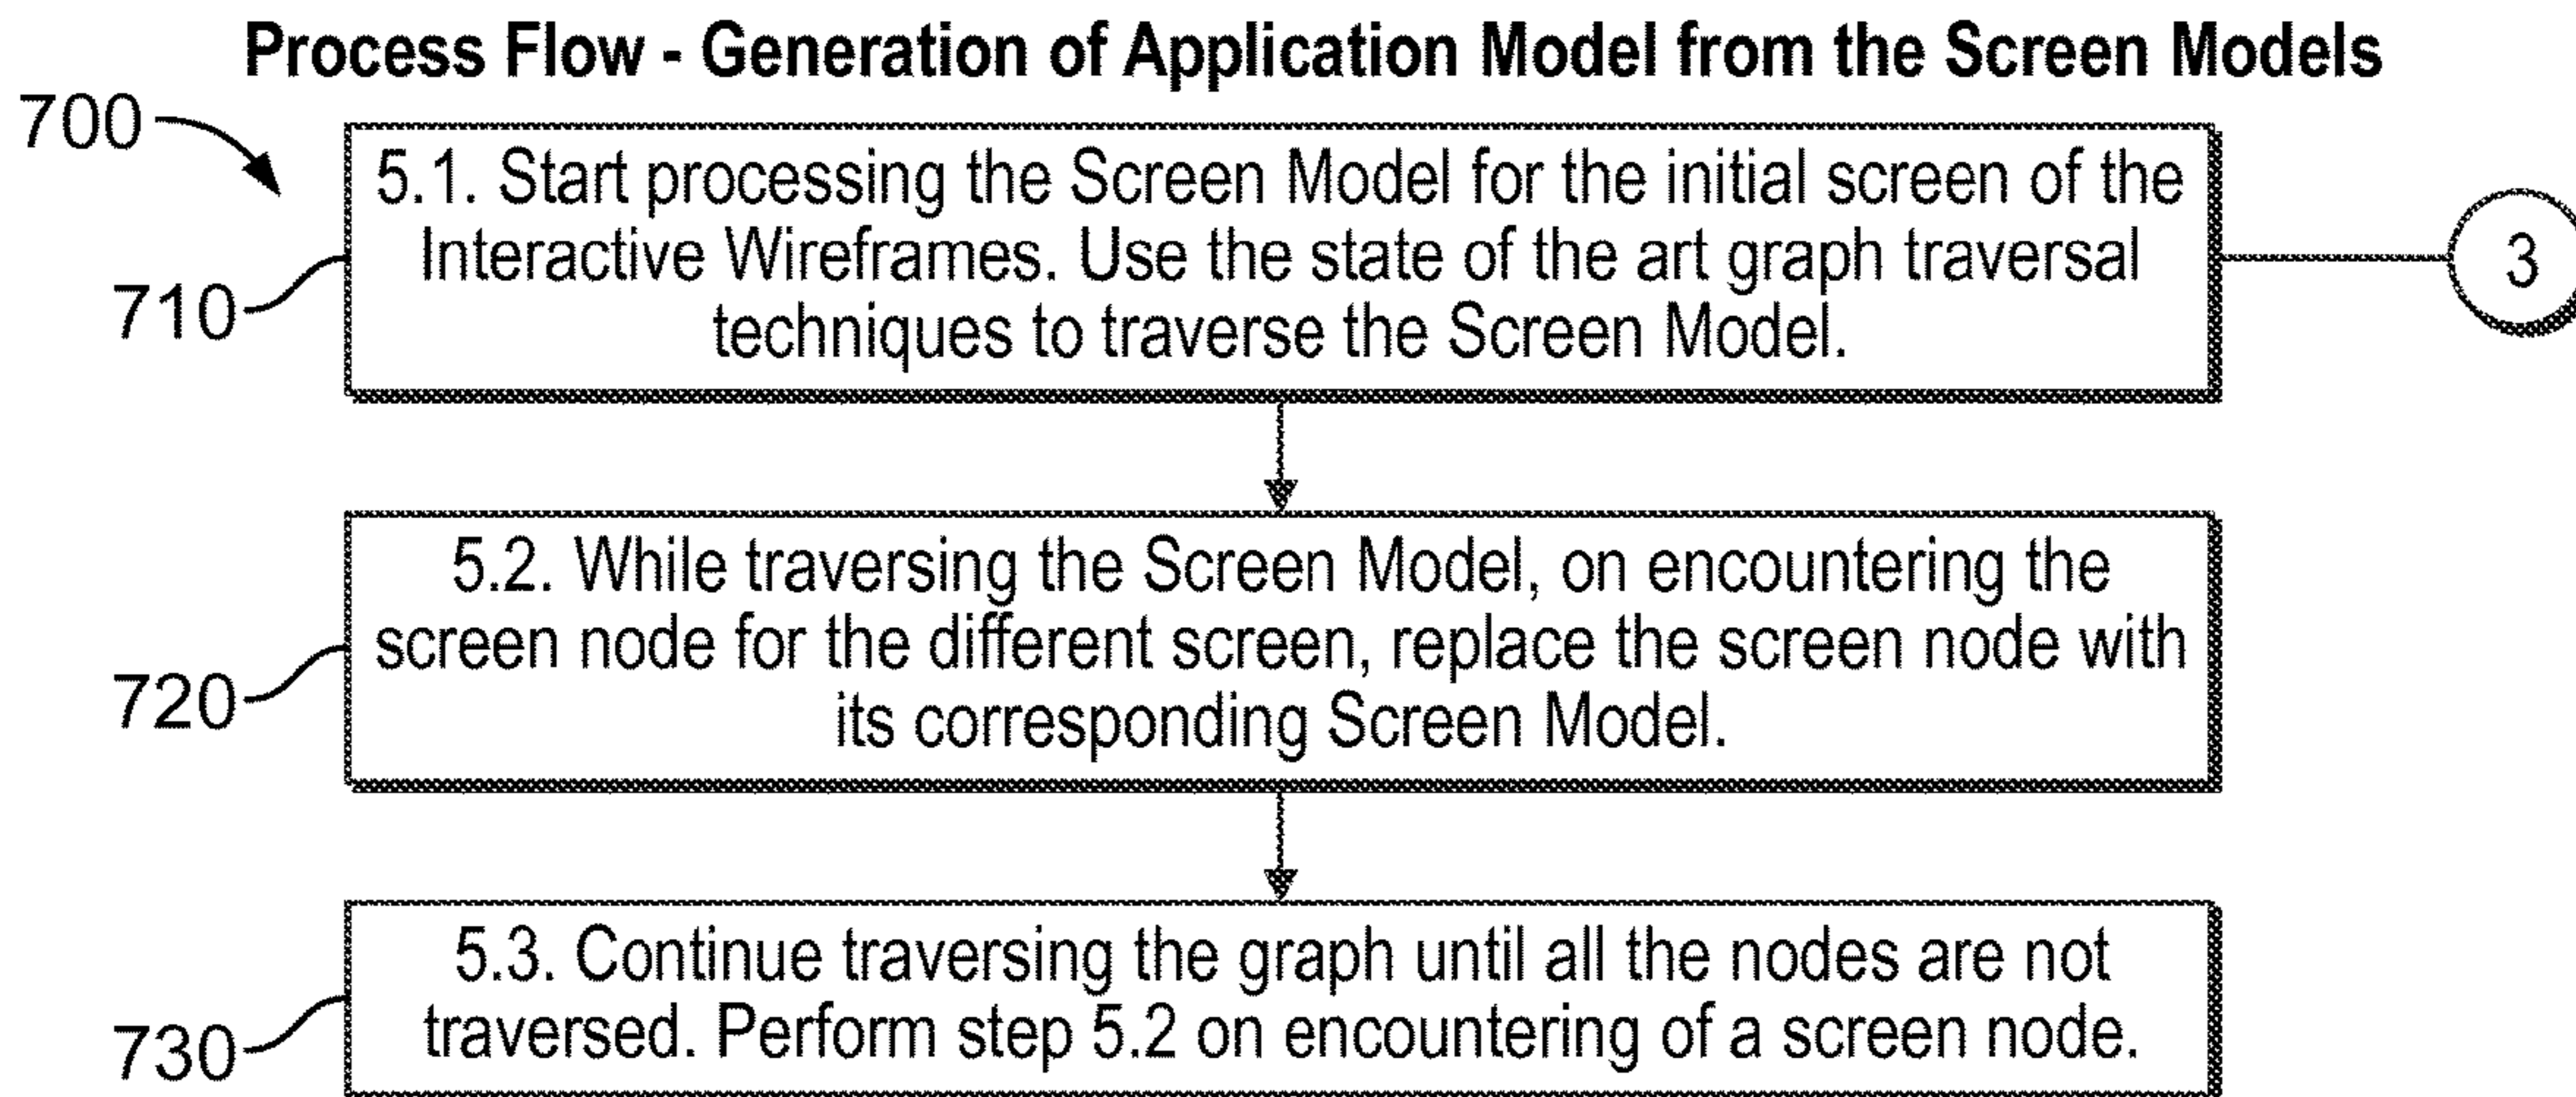 Process Flow - Generation of Application Model from the Screen Models
700
5.1. Start processing the Screen Model for the initial screen of the
Interactive Wireframes. Use the state of the art graph traversal
techniques to traverse the Screen Model.
710
3
5.2. While traversing the Screen Model, on encountering the
screen node for the different screen, replace the screen node with
its corresponding Screen Model.
720
5.3. Continue traversing the graph until all the nodes are not
traversed. Perform step 5.2 on encountering of a screen node.
730